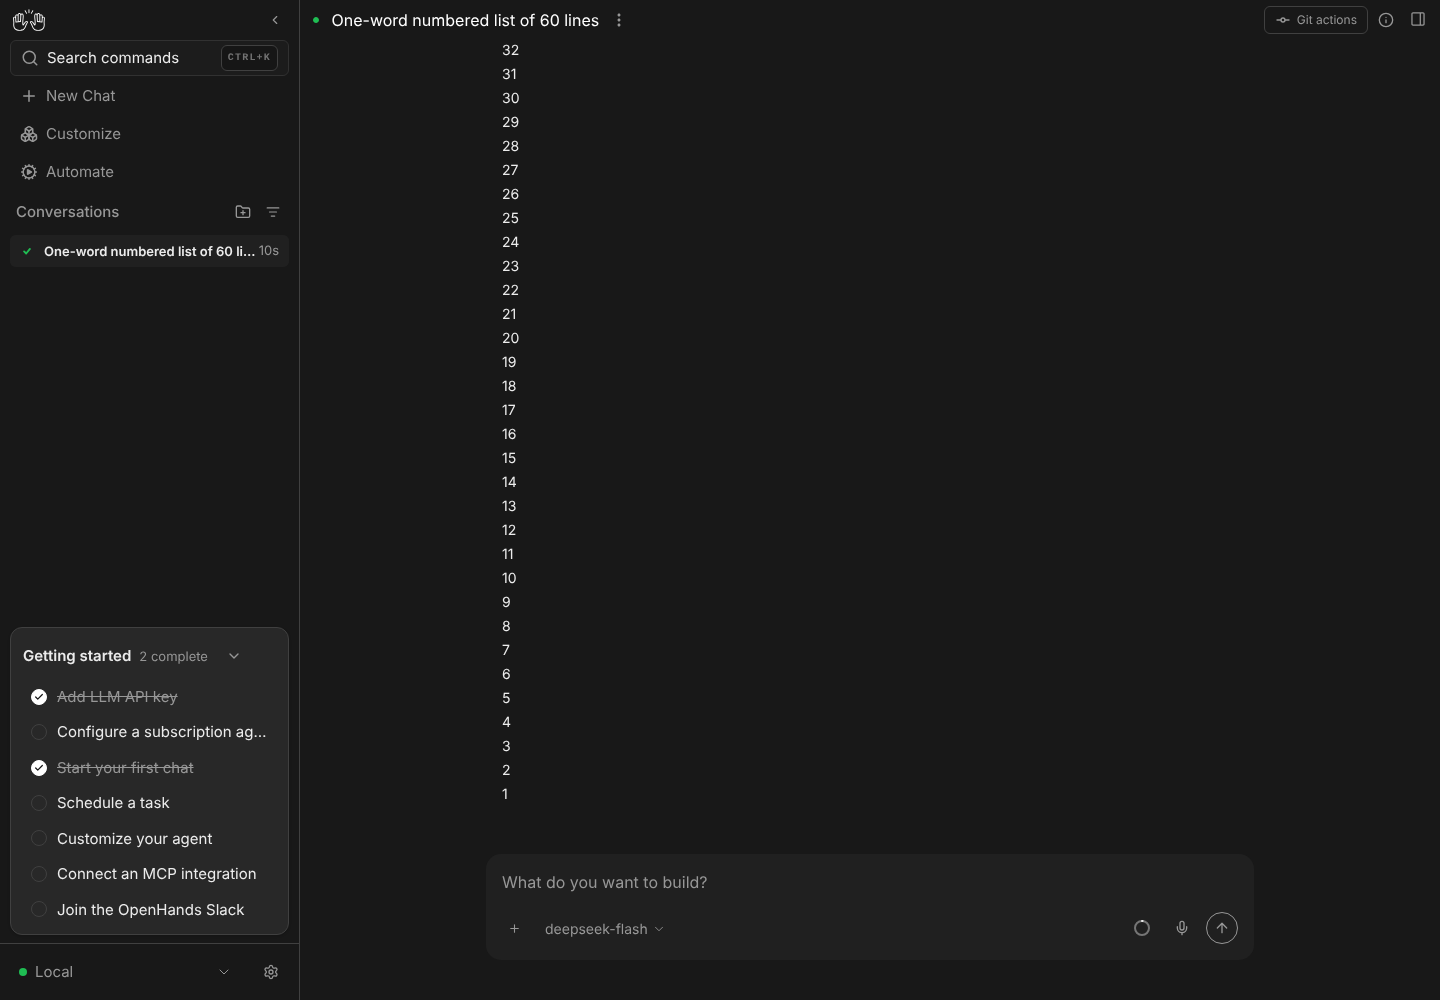 Search commands
CTRL+K
New Chat
Customize
Automate
Conversations
One-word numbered list of 60 li... 10s
Getting started 2 complete
Add LLM API key
Configure a subscription ag...
Start your first chat
Schedule a task
Customize your agent
Connect an MCP integration
Join the OpenHands Slack
Local
One-word numbered list of 60 lines
Git actions
32
31
30
29
28
27
26
25
24
23
22
21
20
19
18
17
16
15
14
13
12
11
10
9
8
7
6
5
4
3
2
1
What do you want to build?
deepseek-flash